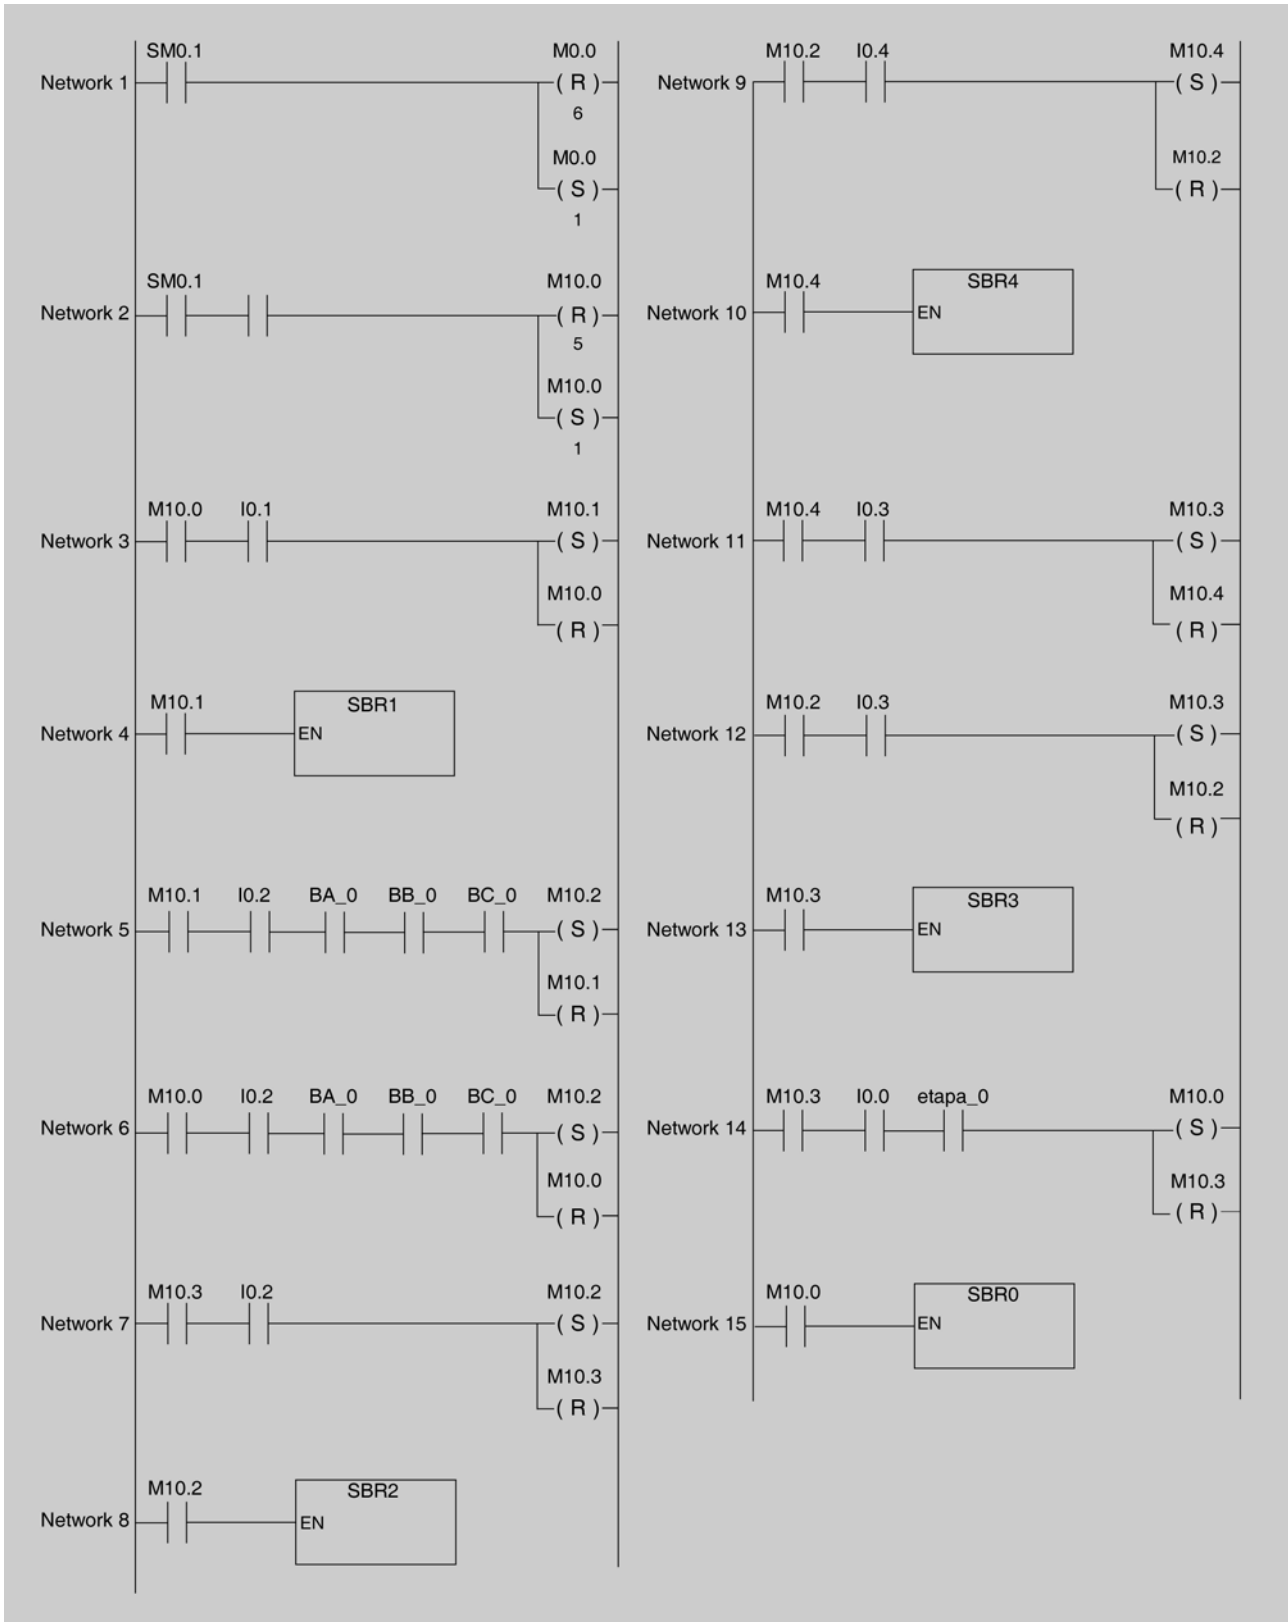 SM0.1 M0.0
Network 1 ( R )
6
M0.0
( S )
1
SM0.1 M10.0
Network 2 ( R )
5
M10.0
( S )
1
M10.0 I0.1 M10.1
Network 3 ( S )
M10.0
( R )
M10.1 SBR1
Network 4 EN
M10.1 I0.2 BA_0 BB_0 BC_0 M10.2
Network 5 ( S )
M10.1
( R )
M10.0 I0.2 BA_0 BB_0 BC_0 M10.2
Network 6 ( S )
M10.0
( R )
M10.3 I0.2 M10.2
Network 7 ( S )
M10.3
( R )
M10.2 SBR2
Network 8 EN
M10.2 I0.4 M10.4
Network 9 ( S )
M10.2
( R )
M10.4 SBR4
Network 10 EN
M10.4 I0.3 M10.3
Network 11 ( S )
M10.4
( R )
M10.2 I0.3 M10.3
Network 12 ( S )
M10.2
( R )
M10.3 SBR3
Network 13 EN
M10.3 I0.0 etapa_0 M10.0
Network 14 ( S )
M10.3
( R )
M10.0 SBR0
Network 15 EN